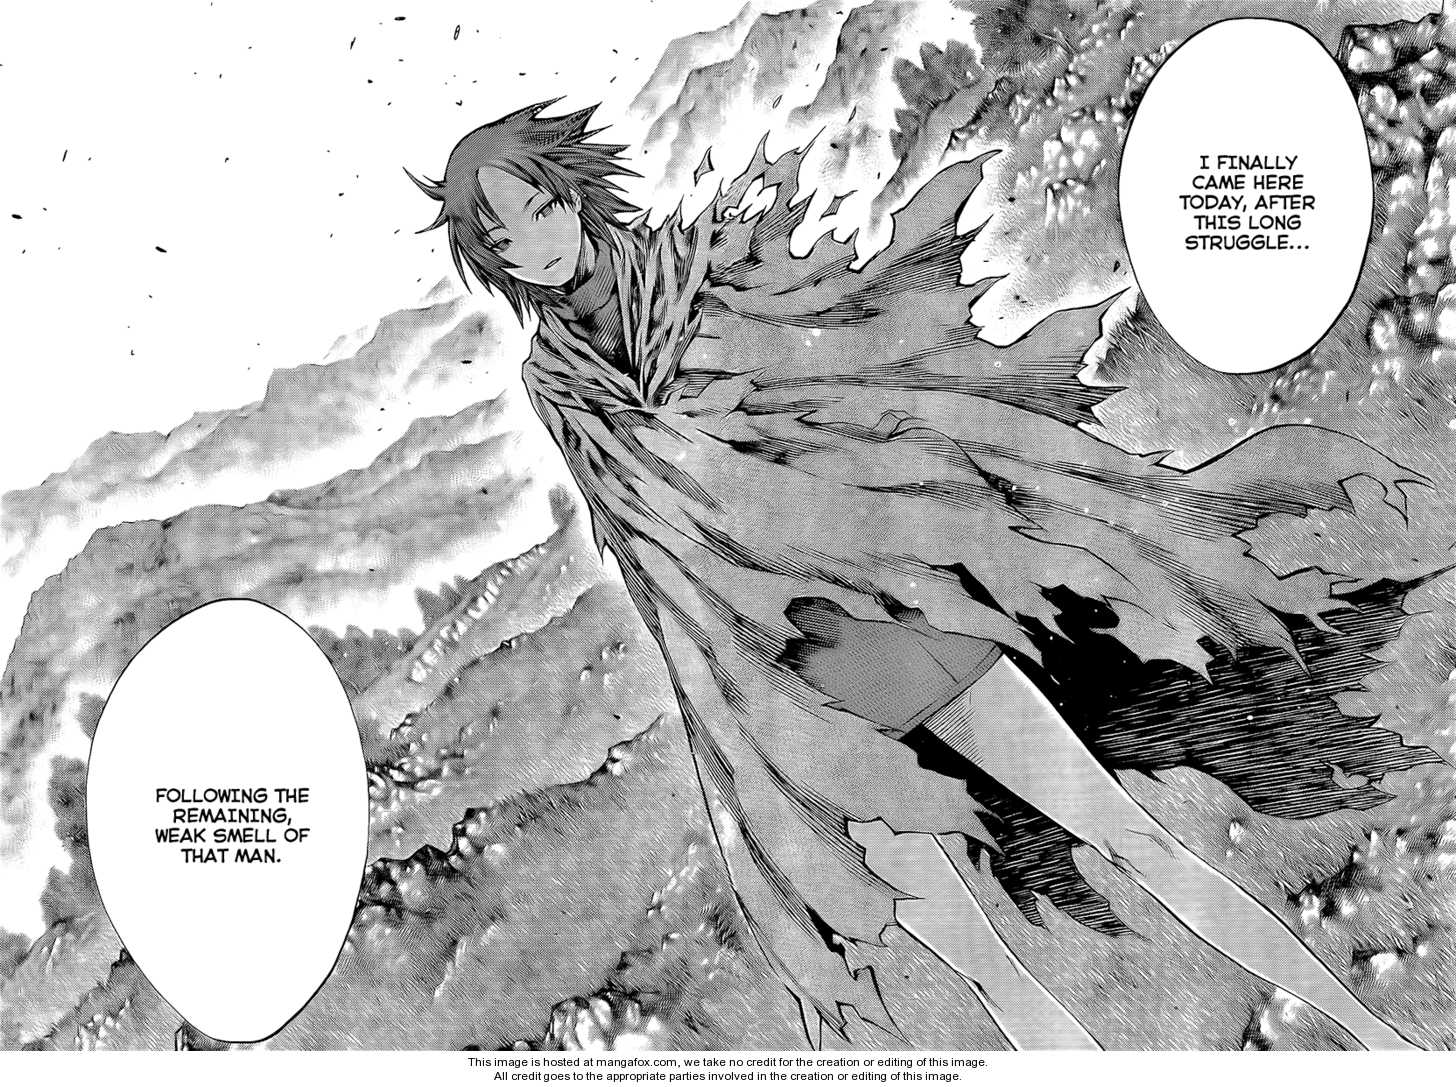 I FINALLY
CAME HERE
TODAY, AFTER
THIS LONG
STRUGGLE...
FOLLOWING THE
REMAINING,
WEAK SMELL OF
THAT MAN.
This image is hosted at mangafox.com, we take no credit for the creation or editing of this image.
All credit goes to the appropriate parties involved in the creation or editing of this image.